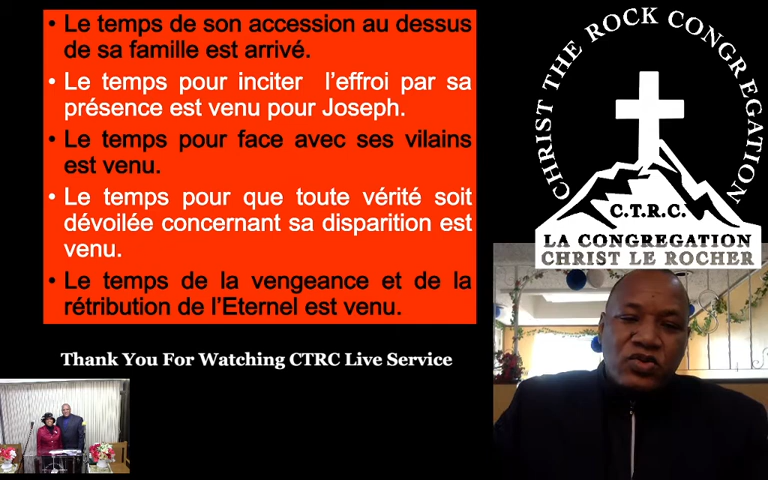 • Le temps de son accession au dessus
de sa famille est arrivé.
• Le temps pour inciter l'effroi par sa
présence est venu pour Joseph.
• Le temps pour face avec ses vilains
est venu.
• Le temps pour que toute vérité soit
dévoilée concernant sa disparition est
venu.
• Le temps de la vengeance et de la
rétribution de l'Eternel est venu.
Thank You For Watching CTRC Live Service
CHRIST THE ROCK CONGREGATION
C.T.R.C.
LA CONGREGATION
CHRIST LE ROCHER